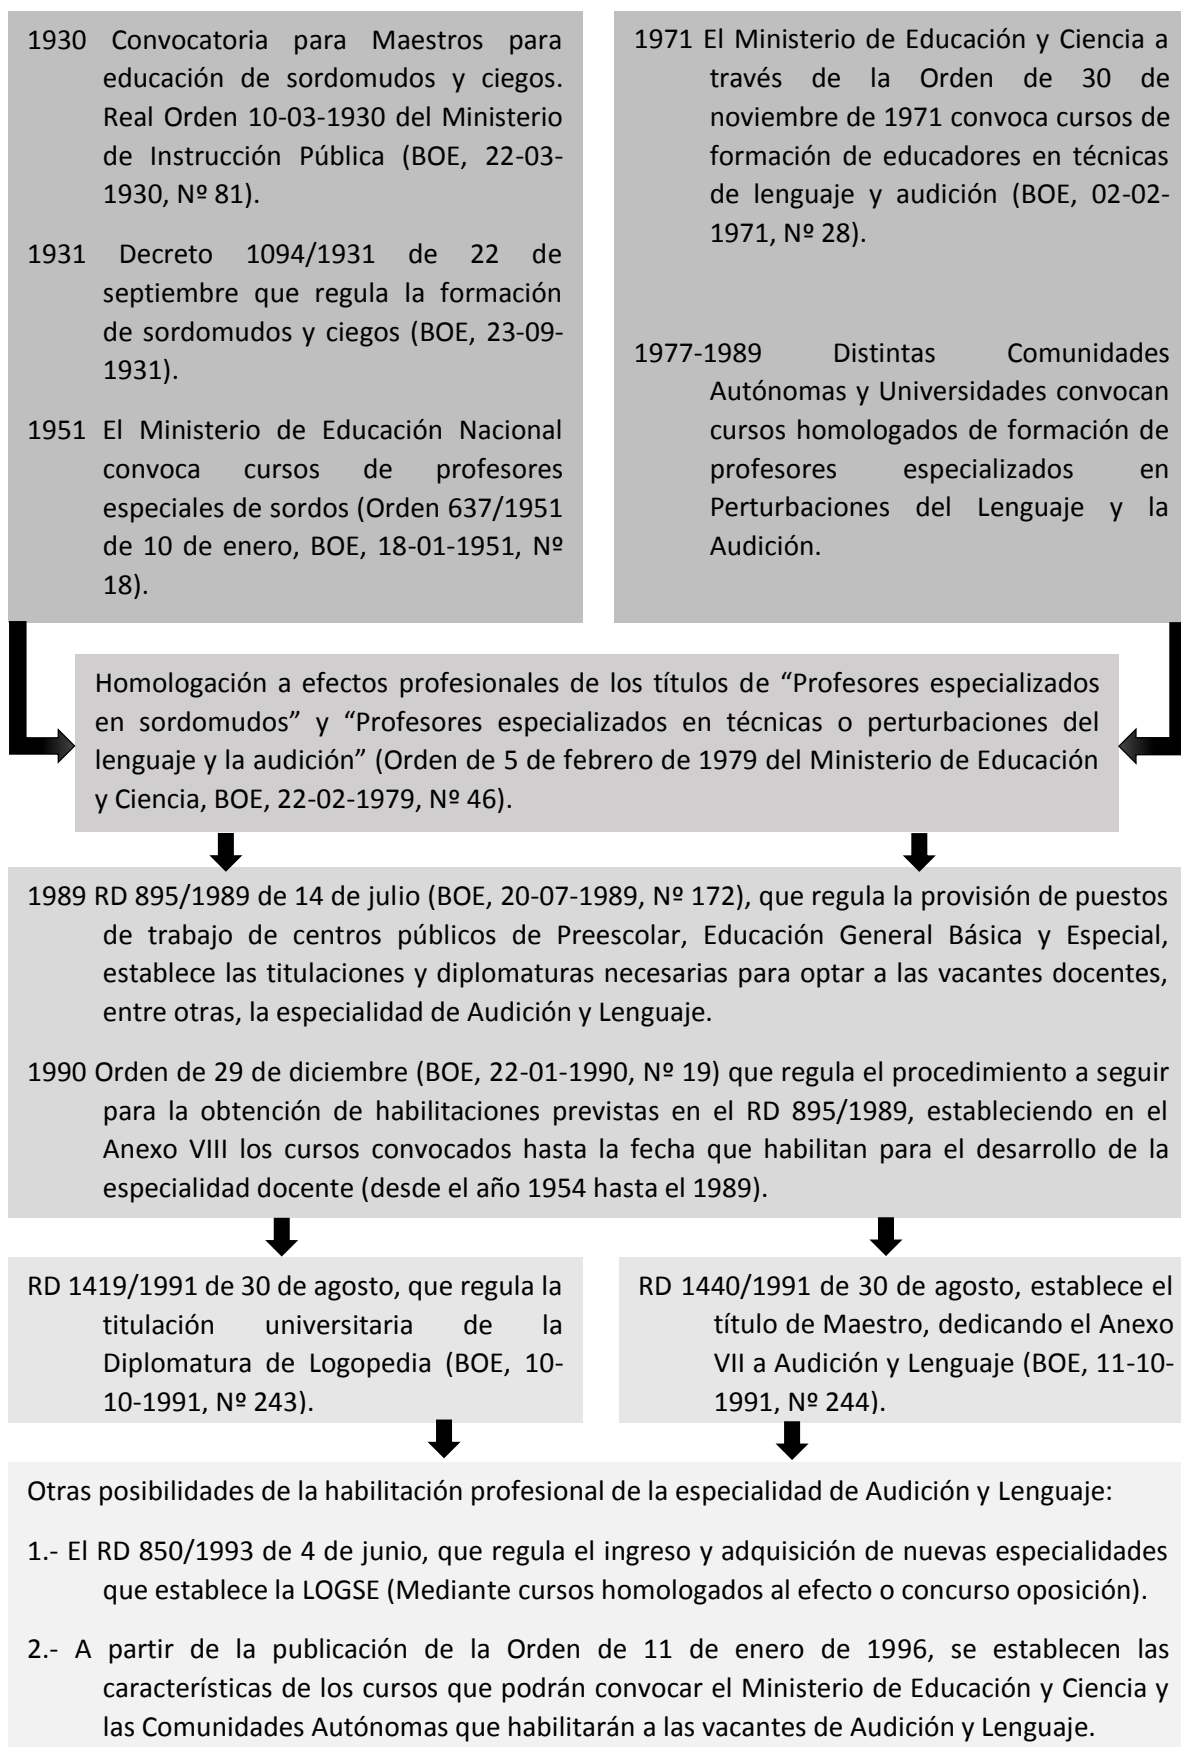 1930 Convocatoria para Maestros para
educación de sordomudos y ciegos.
Real Orden 10-03-1930 del Ministerio
de Instrucción Pública (BOE, 22-03-
1930, Nº 81).
1931 Decreto 1094/1931 de 22 de
septiembre que regula la formación
de sordomudos y ciegos (BOE, 23-09-
1931).
1951 El Ministerio de Educación Nacional
convoca cursos de profesores
especiales de sordos (Orden 637/1951
de 10 de enero, BOE, 18-01-1951, Nº
18).
1971 El Ministerio de Educación y Ciencia a
través de la Orden de 30 de
noviembre de 1971 convoca cursos de
formación de educadores en técnicas
de lenguaje y audición (BOE, 02-02-
1971, Nº 28).
1977-1989 Distintas Comunidades
Autónomas y Universidades convocan
cursos homologados de formación de
profesores especializados en
Perturbaciones del Lenguaje y la
Audición.
Homologación a efectos profesionales de los títulos de “Profesores especializados
en sordomudos” y “Profesores especializados en técnicas o perturbaciones del
lenguaje y la audición” (Orden de 5 de febrero de 1979 del Ministerio de Educación
y Ciencia, BOE, 22-02-1979, Nº 46).
1989 RD 895/1989 de 14 de julio (BOE, 20-07-1989, Nº 172), que regula la provisión de puestos
de trabajo de centros públicos de Preescolar, Educación General Básica y Especial,
establece las titulaciones y diplomaturas necesarias para optar a las vacantes docentes,
entre otras, la especialidad de Audición y Lenguaje.
1990 Orden de 29 de diciembre (BOE, 22-01-1990, Nº 19) que regula el procedimiento a seguir
para la obtención de habilitaciones previstas en el RD 895/1989, estableciendo en el
Anexo VIII los cursos convocados hasta la fecha que habilitan para el desarrollo de la
especialidad docente (desde el año 1954 hasta el 1989).
RD 1419/1991 de 30 de agosto, que regula la
titulación universitaria de la
Diplomatura de Logopedia (BOE, 10-
10-1991, Nº 243).
RD 1440/1991 de 30 de agosto, establece el
título de Maestro, dedicando el Anexo
VII a Audición y Lenguaje (BOE, 11-10-
1991, Nº 244).
Otras posibilidades de la habilitación profesional de la especialidad de Audición y Lenguaje:
1.- El RD 850/1993 de 4 de junio, que regula el ingreso y adquisición de nuevas especialidades
que establece la LOGSE (Mediante cursos homologados al efecto o concurso oposición).
2.- A partir de la publicación de la Orden de 11 de enero de 1996, se establecen las
características de los cursos que podrán convocar el Ministerio de Educación y Ciencia y
las Comunidades Autónomas que habilitarán a las vacantes de Audición y Lenguaje.